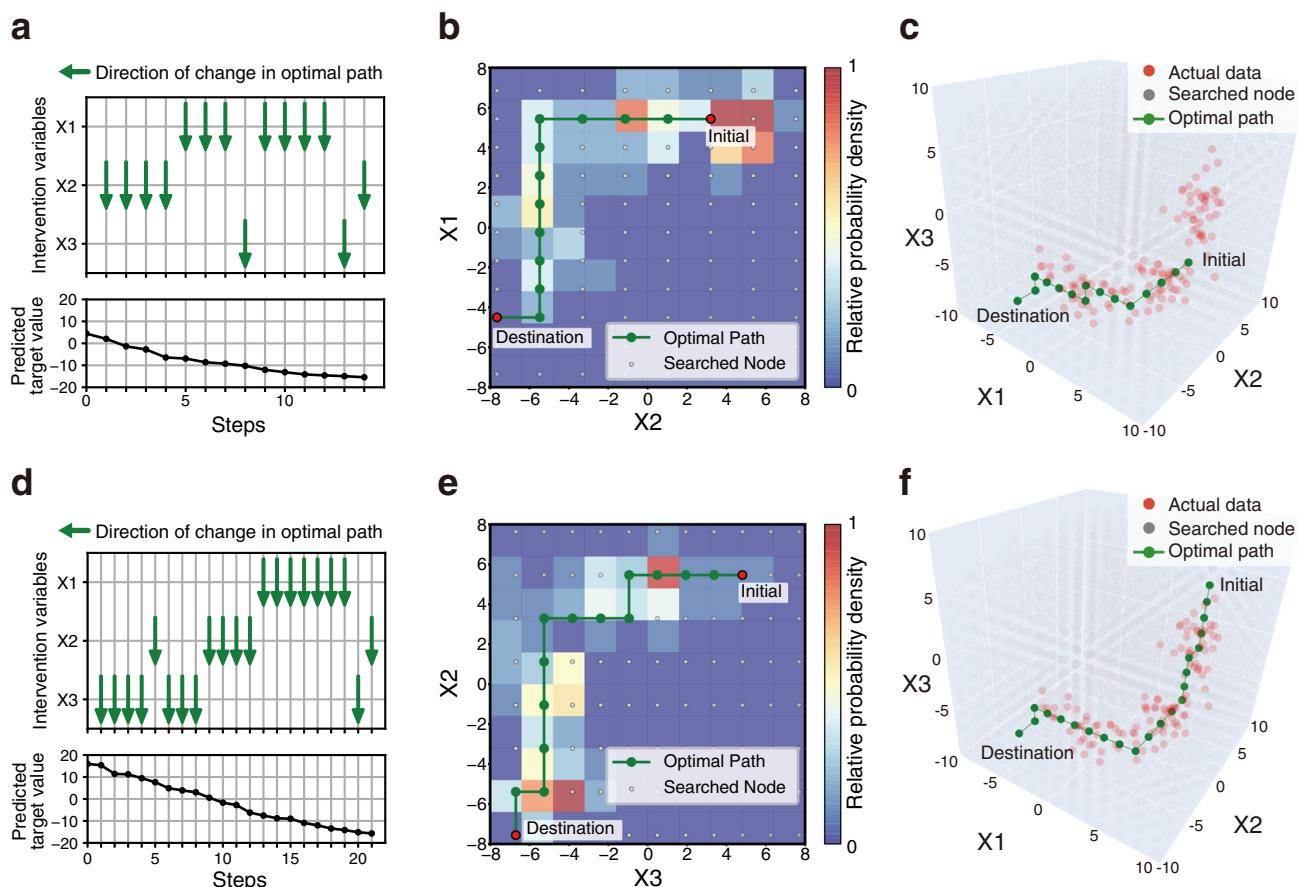 a
Direction of change in optimal path
Intervention variables
X1
X2
X3
Predicted
target value
20
10
0
−10
−20
0
5
10
Steps
b
8
6
4
2
0
−2
−4
−6
−8
X1
Initial
Destination
Optimal Path
Searched Node
−8
−6
−4
−2
0
2
4
6
8
X2
1
0
Relative probability density
c
Actual data
Searched node
Optimal path
10
5
0
-5
-10
X3
Initial
Destination
-5
0
5
10
X1
-10
-5
0
5
10
X2
d
Direction of change in optimal path
Intervention variables
X1
X2
X3
Predicted
target value
20
10
0
−10
−20
0
5
10
15
20
Steps
e
8
6
4
2
0
−2
−4
−6
−8
X2
Initial
Destination
Optimal Path
Searched Node
−8
−6
−4
−2
0
2
4
6
8
X3
1
0
Relative probability density
f
Actual data
Searched node
Optimal path
10
5
0
-5
-10
X3
Initial
Destination
-5
0
5
10
X1
-10
-5
0
5
10
X2